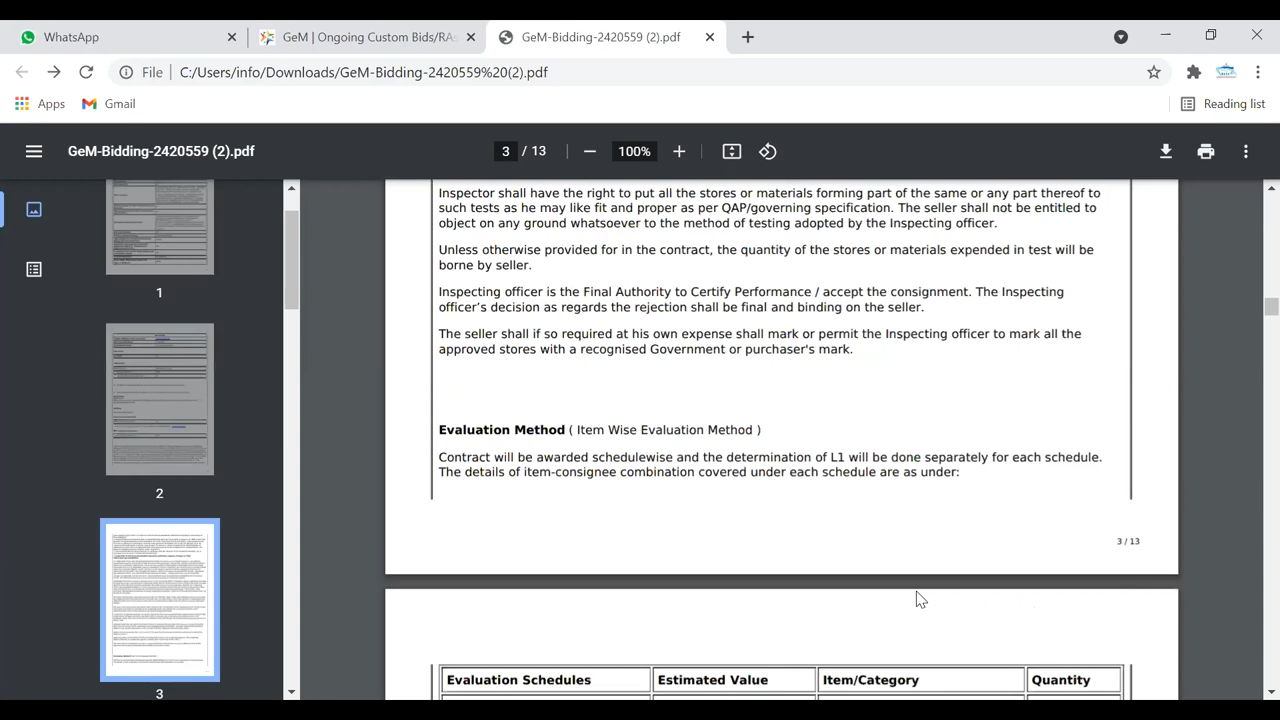 WhatsApp
GeM | Ongoing Custom Bids/RAs
GeM-Bidding-2420559 (2).pdf
File
C:/Users/info/Downloads/GeM-Bidding-2420559%20(2).pdf
Apps
Gmail
Reading list
GeM-Bidding-2420559 (2).pdf
3 / 13
100%
1
2
3
Inspector shall have the right to put all the stores or materials forming part of the same or any part thereof to
such tests as he may like fit and proper as per QAP/governing specification. The seller shall not be entitled to
object on any ground whatsoever to the method of testing adopted by the Inspecting officer.
Unless otherwise provided for in the contract, the quantity of the stores or materials expended in test will be
borne by seller.
Inspecting officer is the Final Authority to Certify Performance / accept the consignment. The Inspecting
officer's decision as regards the rejection shall be final and binding on the seller.
The seller shall if so required at his own expense shall mark or permit the Inspecting officer to mark all the
approved stores with a recognised Government or purchaser's mark.
Evaluation Method ( Item Wise Evaluation Method )
Contract will be awarded schedulewise and the determination of L1 will be done separately for each schedule.
The details of item-consignee combination covered under each schedule are as under:
3 / 13
Evaluation Schedules
Estimated Value
Item/Category
Quantity